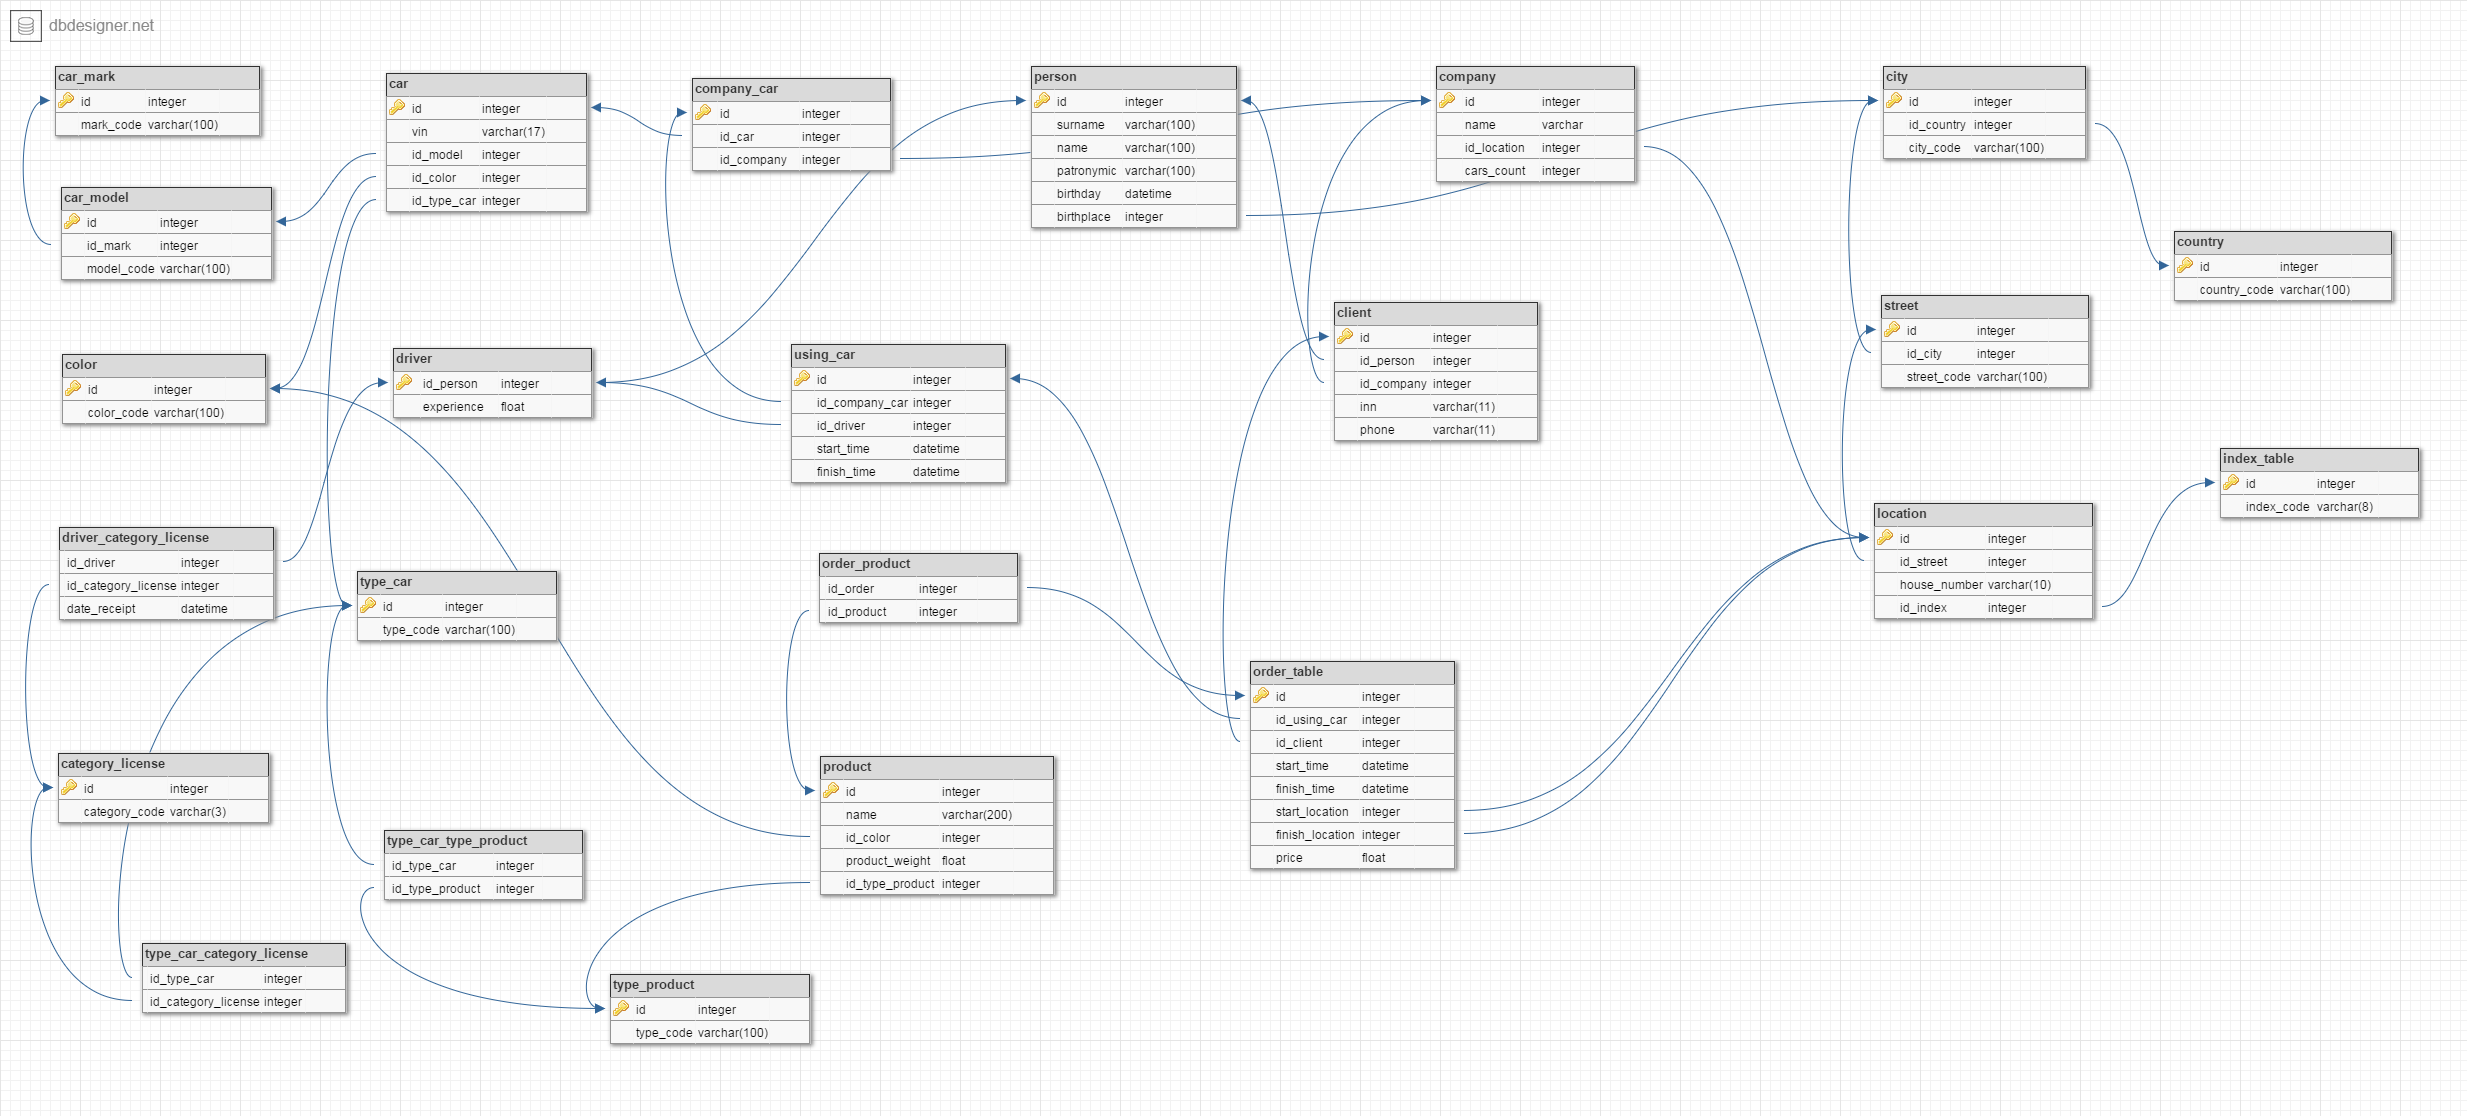 dbdesigner.net
car_mark
id integer
mark_code varchar(100)
car_model
id integer
id_mark integer
model_code varchar(100)
color
id integer
color_code varchar(100)
driver_category_license
id_driver integer
id_category_license integer
date_receipt datetime
category_license
id integer
category_code varchar(3)
type_car_category_license
id_type_car integer
id_category_license integer
car
id integer
vin varchar(17)
id_model integer
id_color integer
id_type_car integer
driver
id_person integer
experience float
type_car
id integer
type_code varchar(100)
type_car_type_product
id_type_car integer
id_type_product integer
type_product
id integer
type_code varchar(100)
company_car
id integer
id_car integer
id_company integer
using_car
id integer
id_company_car integer
id_driver integer
start_time datetime
finish_time datetime
order_product
id_order integer
id_product integer
product
id integer
name varchar(200)
id_color integer
product_weight float
id_type_product integer
person
id integer
surname varchar(100)
name varchar(100)
patronymic varchar(100)
birthday datetime
birthplace integer
company
id integer
name varchar
id_location integer
cars_count integer
client
id integer
id_person integer
id_company integer
inn varchar(11)
phone varchar(11)
order_table
id integer
id_using_car integer
id_client integer
start_time datetime
finish_time datetime
start_location integer
finish_location integer
price float
city
id integer
id_country integer
city_code varchar(100)
country
id integer
country_code varchar(100)
street
id integer
id_city integer
street_code varchar(100)
index_table
id integer
index_code varchar(8)
location
id integer
id_street integer
house_number varchar(10)
id_index integer